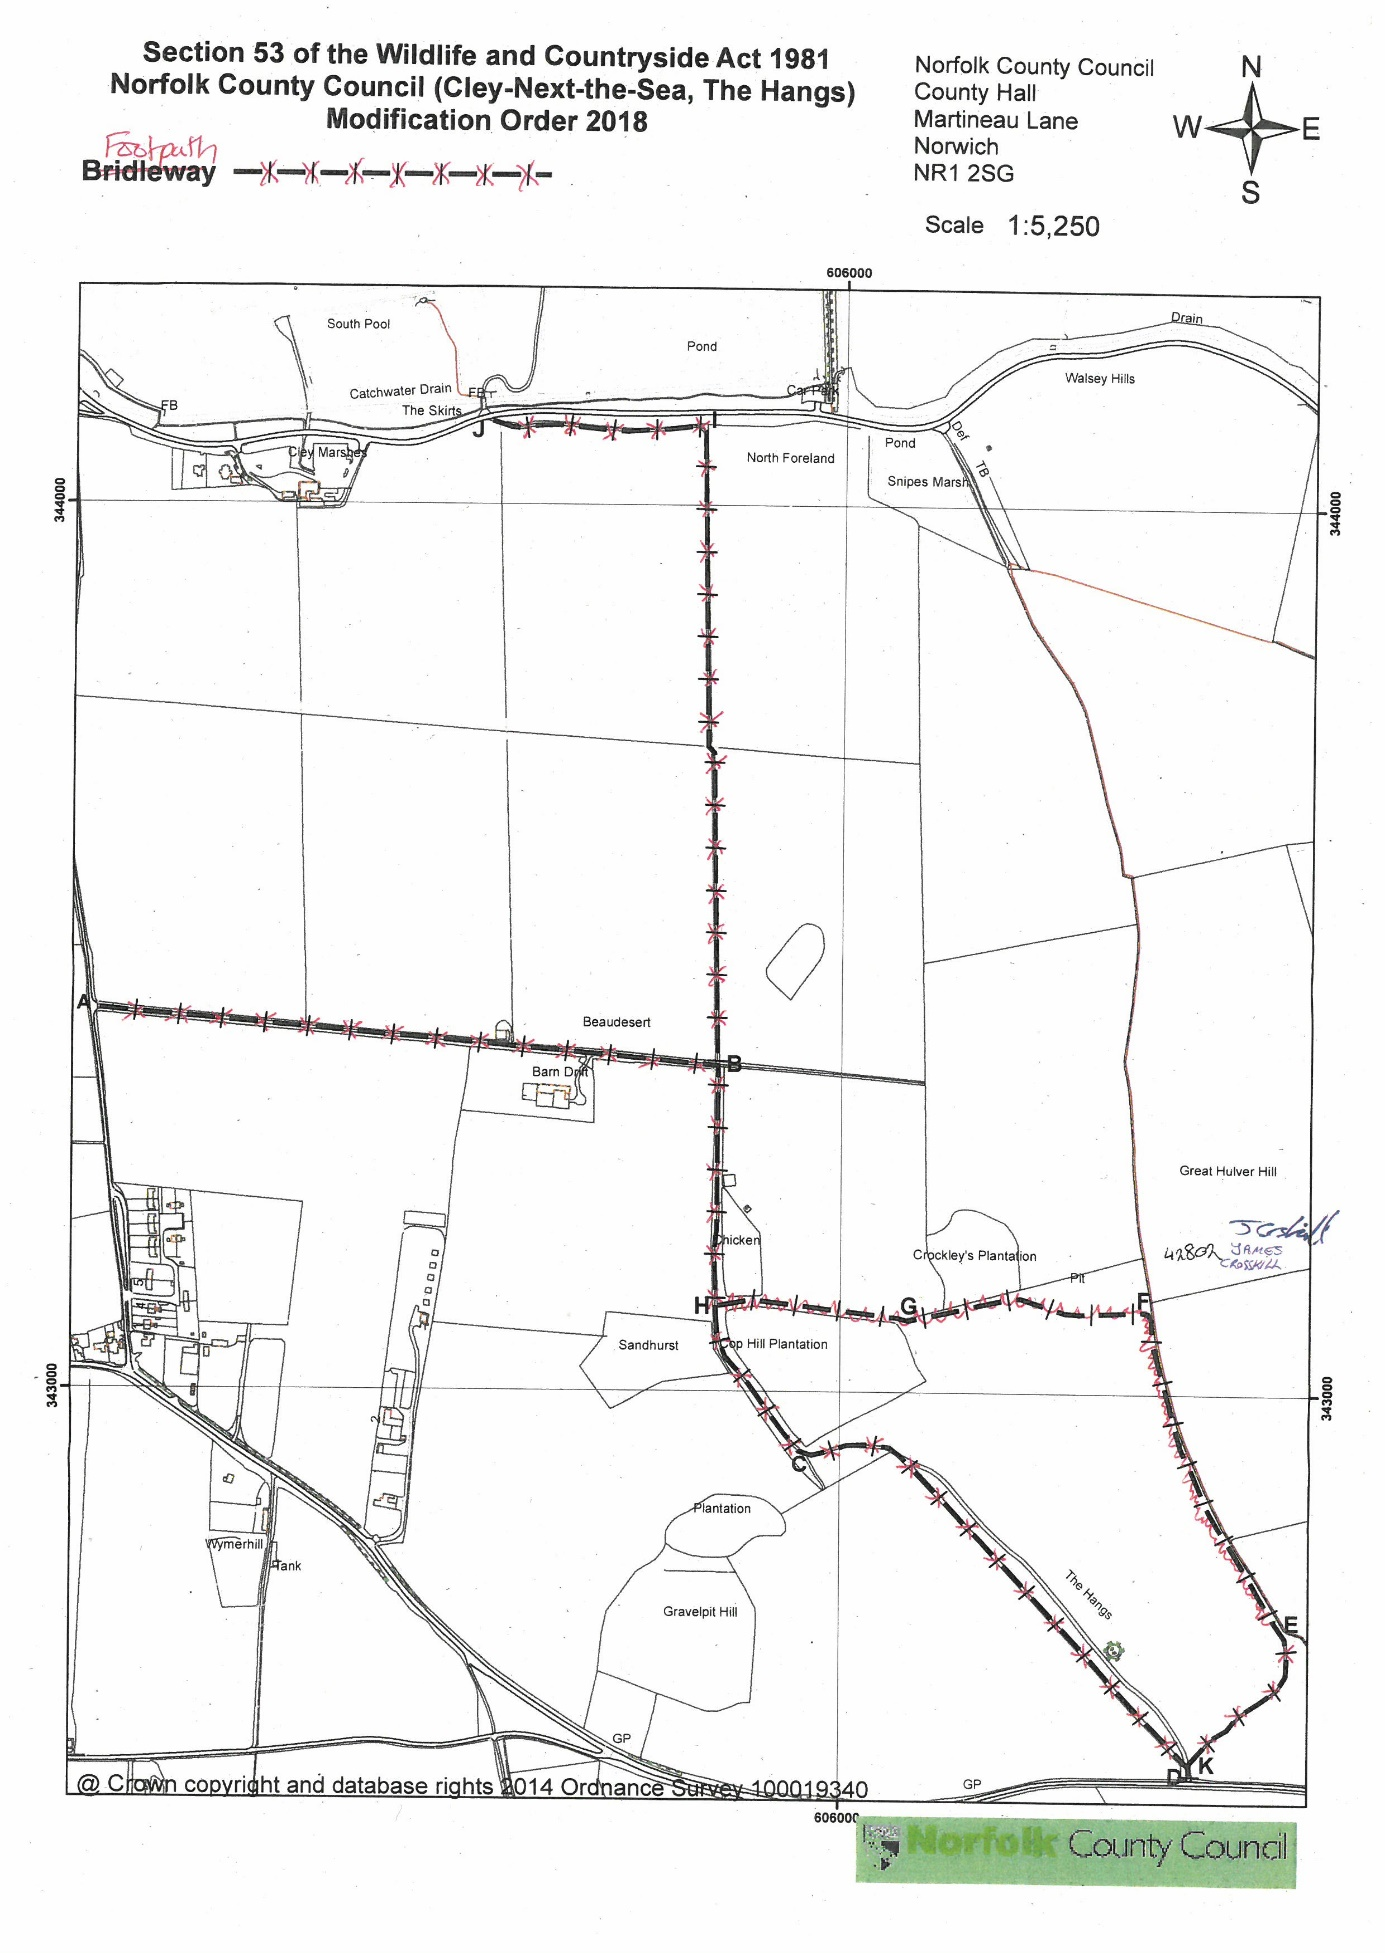 Section 53 of the Wildlife and Countryside Act 1981
Norfolk County Council (Cley-Next-the-Sea, The Hangs)
Modification Order 2018
Footpath
Bridleway
Norfolk County Council
County Hall
Martineau Lane
Norwich
NR1 2SG
Scale 1:5,250
N
W E
S
606000
South Pool
Pond
Drain
Walsey Hills
Catchwater Drain
FB
Car Park
FB
The Skirts
J
I
Cley Marshes
North Foreland
Pond
Def
TB
Snipes Marsh
344000
344000
A
Beaudesert
B
Barn Drift
Great Hulver Hill
Chicken
Crockley's Plantation
42802
JAMES
CROSSKILL
Pit
H
G
F
Sandhurst
Cop Hill Plantation
343000
343000
5
4
2
C
Plantation
Wymerhill
Tank
The Hangs
Gravelpit Hill
E
GP
K
D
GP
@ Crown copyright and database rights 2014 Ordnance Survey 100019340
606000
Norfolk County Council